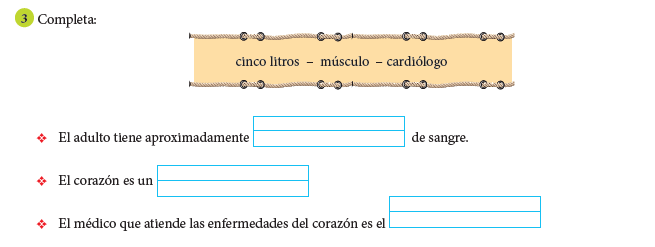 3 Completa:
cinco litros – músculo – cardiólogo
❖ El adulto tiene aproximadamente de sangre.
❖ El corazón es un
❖ El médico que atiende las enfermedades del corazón es el